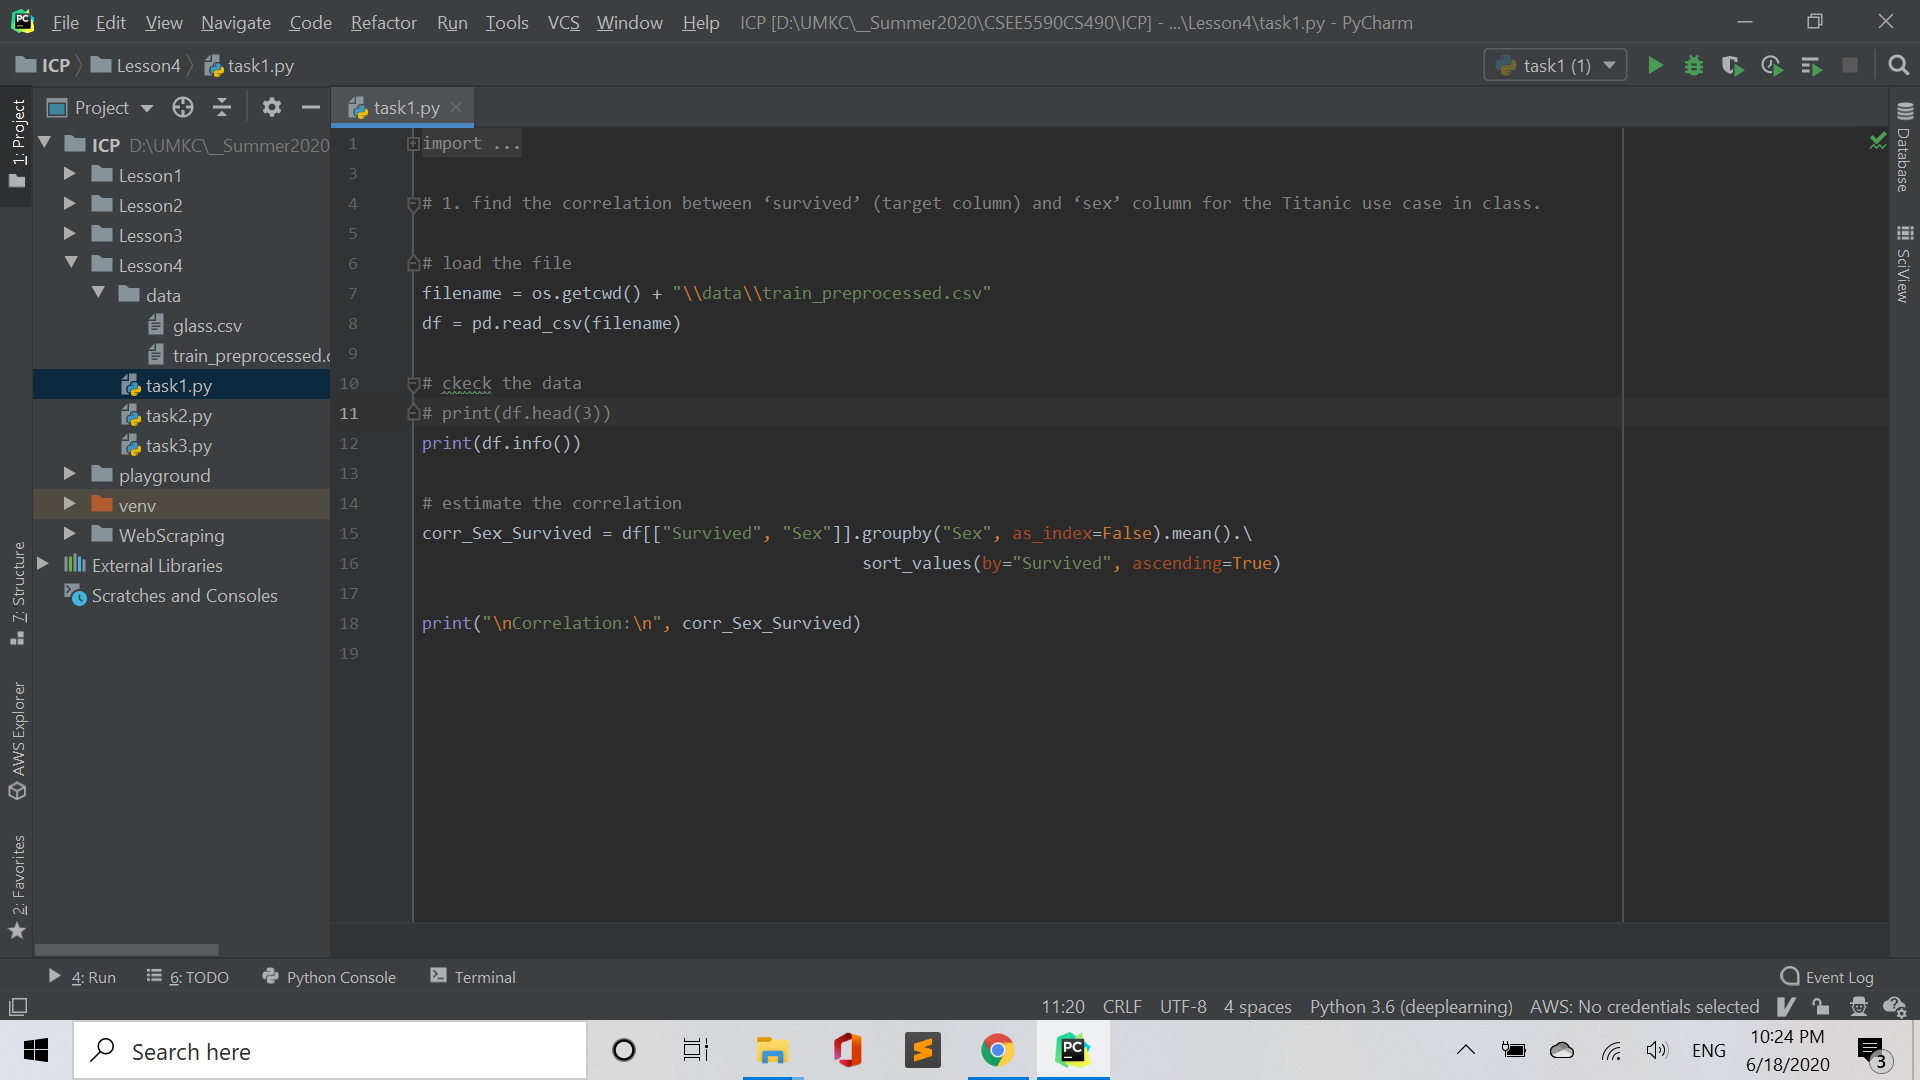 File Edit View Navigate Code Refactor Run Tools VCS Window Help ICP [D:\UMKC\__Summer2020\CSEE5590CS490\ICP] - ...\Lesson4\task1.py - PyCharm
ICP Lesson4 task1.py task1 (1)
1: Project
Project
task1.py
ICP D:\UMKC\__Summer2020
Lesson1
Lesson2
Lesson3
Lesson4
data
glass.csv
train_preprocessed.c
task1.py
task2.py
task3.py
playground
venv
WebScraping
External Libraries
Scratches and Consoles
7: Structure
AWS Explorer
2: Favorites
1 import ...
3
4 # 1. find the correlation between ‘survived’ (target column) and ‘sex’ column for the Titanic use case in class.
5
6 # load the file
7 filename = os.getcwd() + "\\data\\train_preprocessed.csv"
8 df = pd.read_csv(filename)
9
10 # ckeck the data
11 # print(df.head(3))
12 print(df.info())
13
14 # estimate the correlation
15 corr_Sex_Survived = df[["Survived", "Sex"]].groupby("Sex", as_index=False).mean().\
16 sort_values(by="Survived", ascending=True)
17
18 print("\nCorrelation:\n", corr_Sex_Survived)
19
Database
SciView
4: Run 6: TODO Python Console Terminal Event Log
11:20 CRLF UTF-8 4 spaces Python 3.6 (deeplearning) AWS: No credentials selected
Search here
PC
ENG
10:24 PM
6/18/2020
3